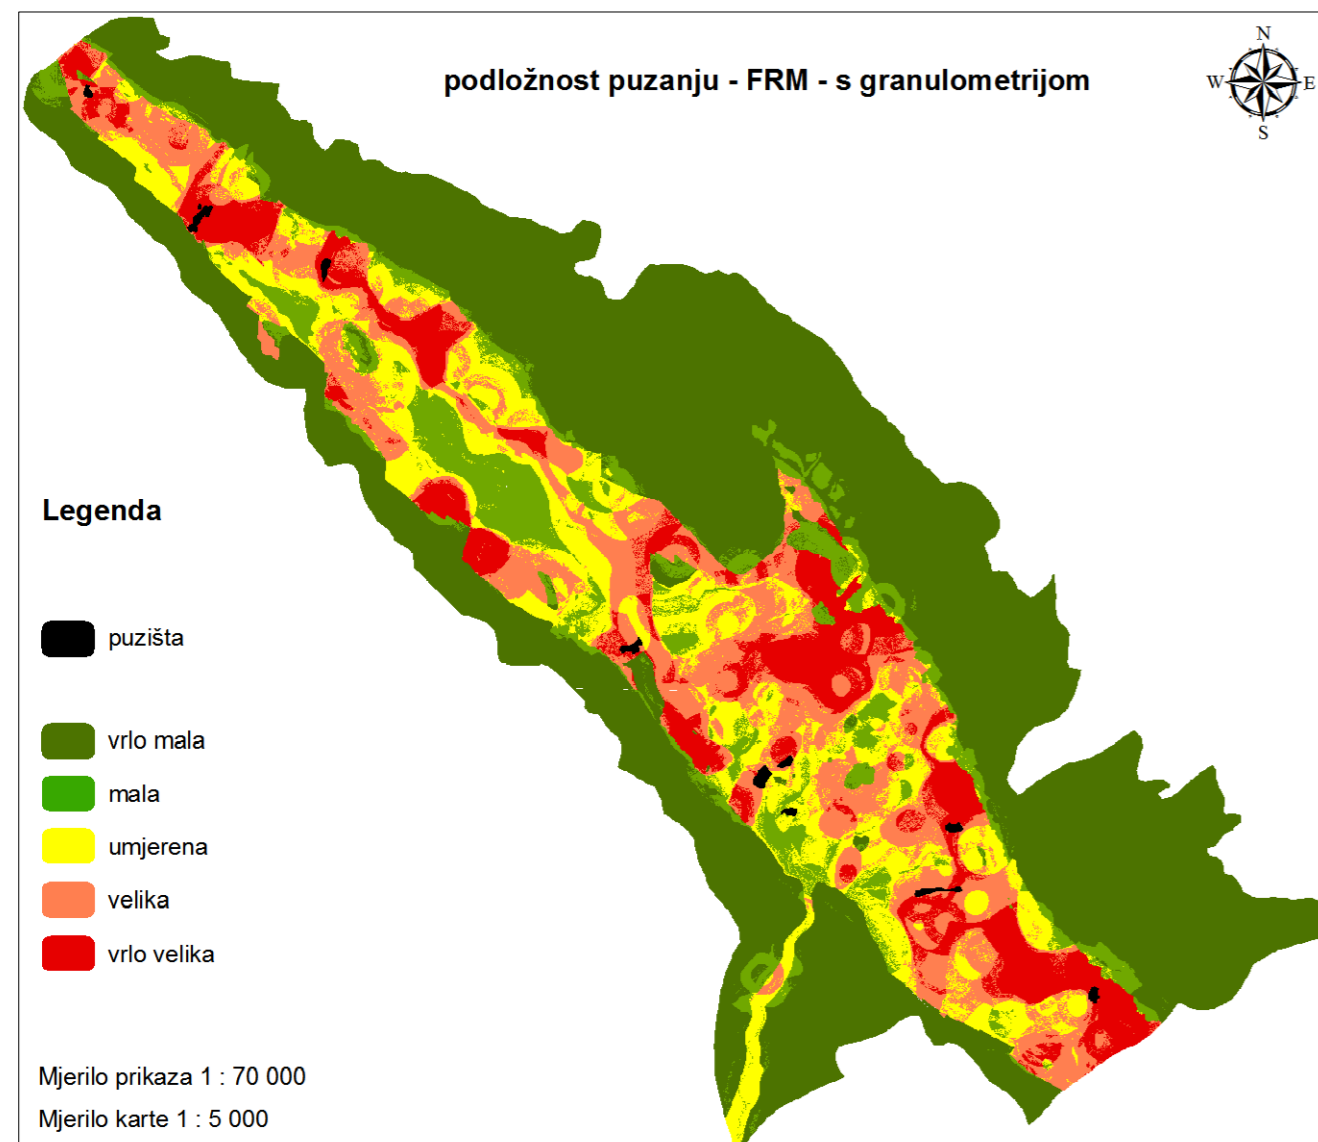 podložnost puzanju - FRM - s granulometrijom
N
W
E
S
Legenda
puzišta
vrlo mala
mala
umjerena
velika
vrlo velika
Mjerilo prikaza 1 : 70 000
Mjerilo karte 1 : 5 000